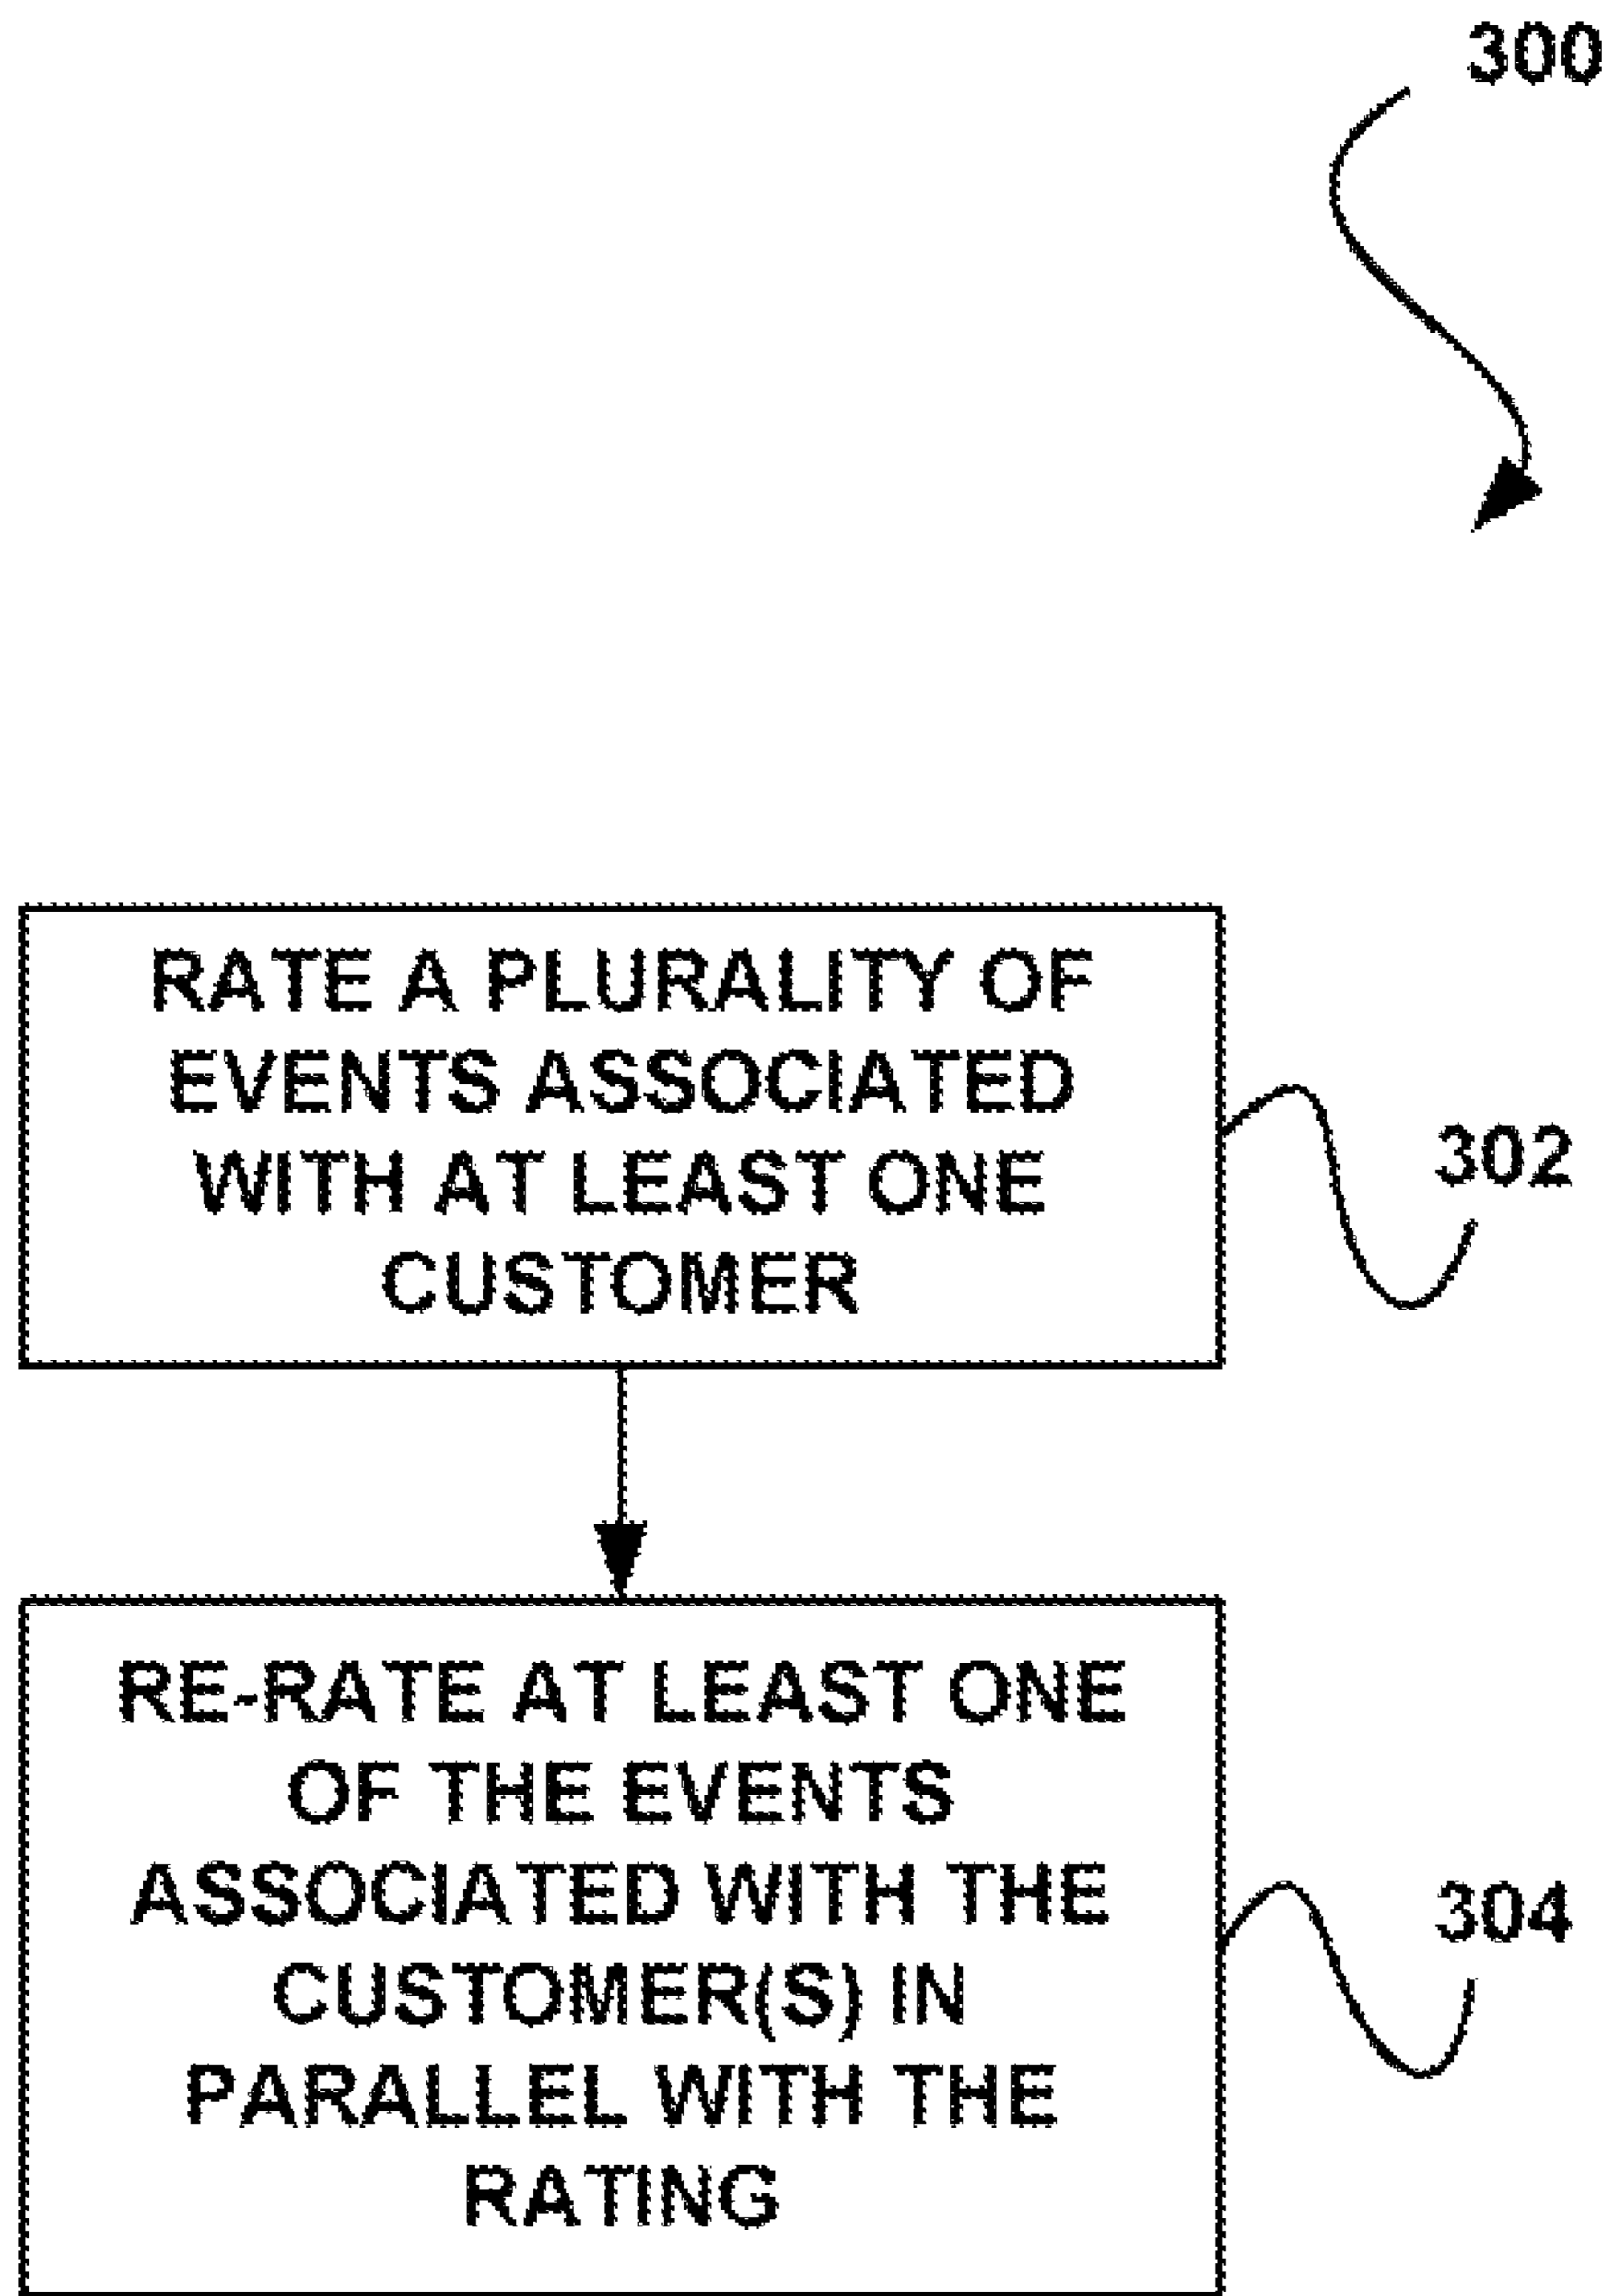 300
RATE A PLURALITY OF
EVENTS ASSOCIATED
WITH AT LEAST ONE
CUSTOMER
302
RE-RATE AT LEAST ONE
OF THE EVENTS
ASSOCIATED WITH THE
CUSTOMER(S) IN
PARALLEL WITH THE
RATING
304